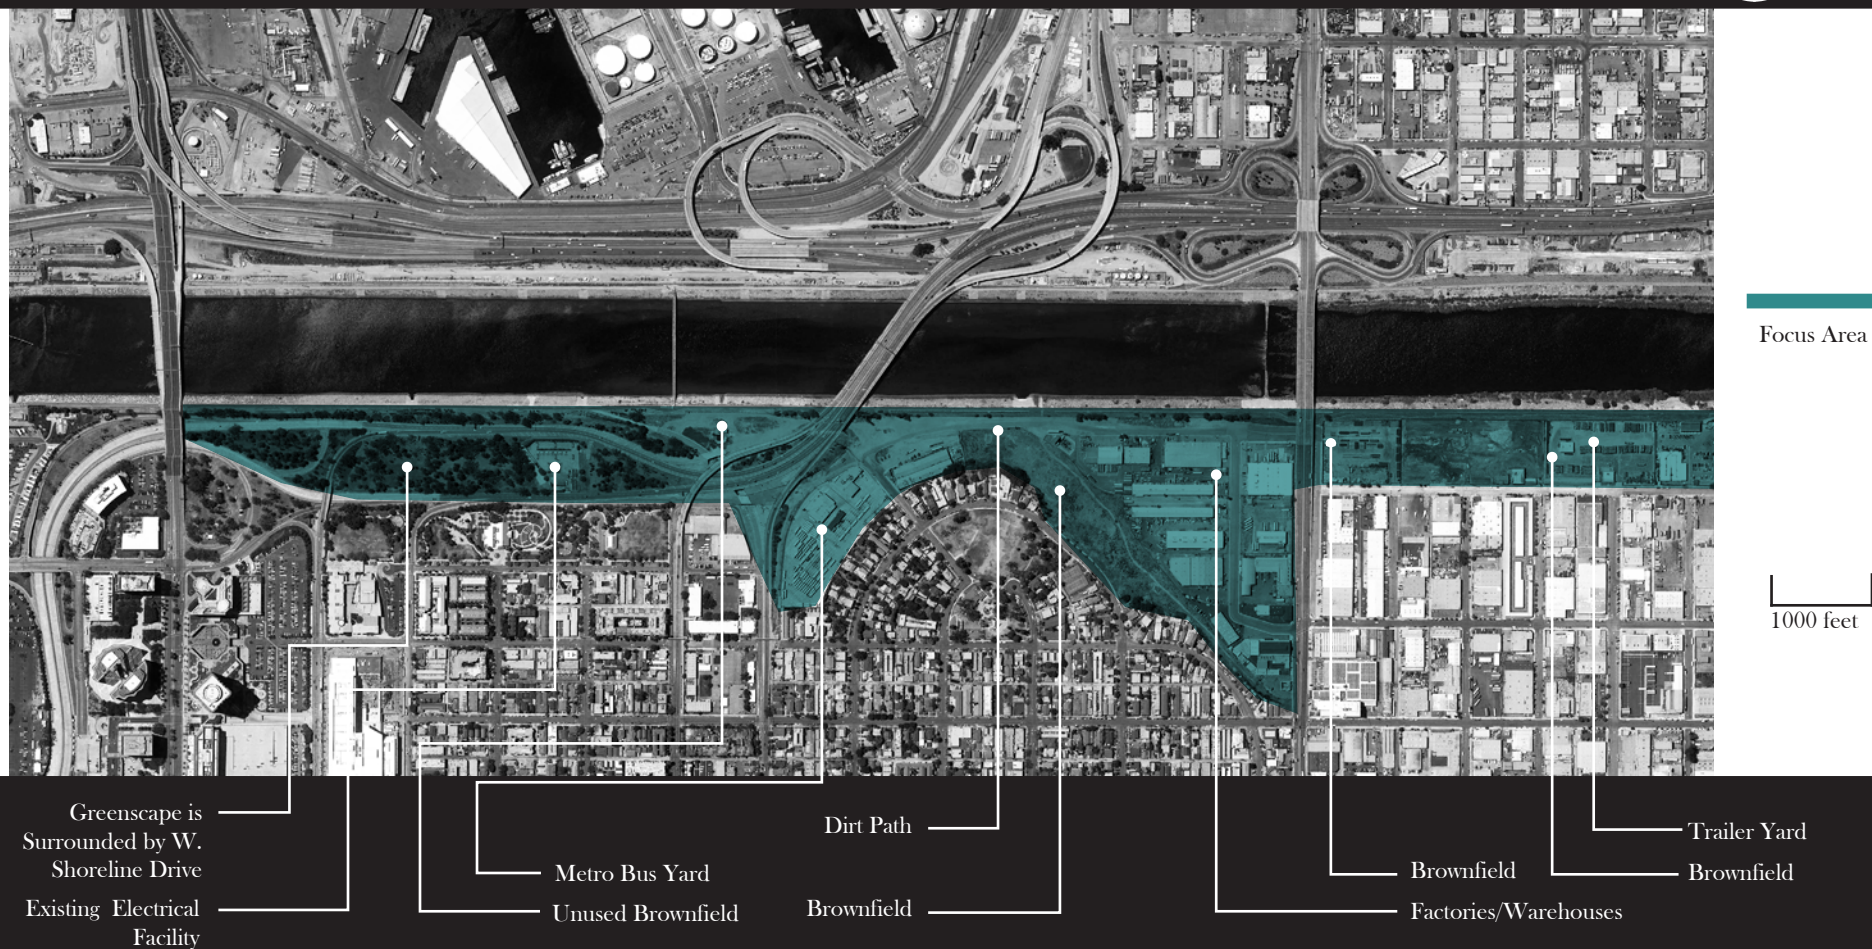 Focus Area
1000 feet
Greenscape is
Surrounded by W.
Shoreline Drive
Existing Electrical
Facility
Metro Bus Yard
Unused Brownfield
Dirt Path
Brownfield
Brownfield
Factories/Warehouses
Trailer Yard
Brownfield